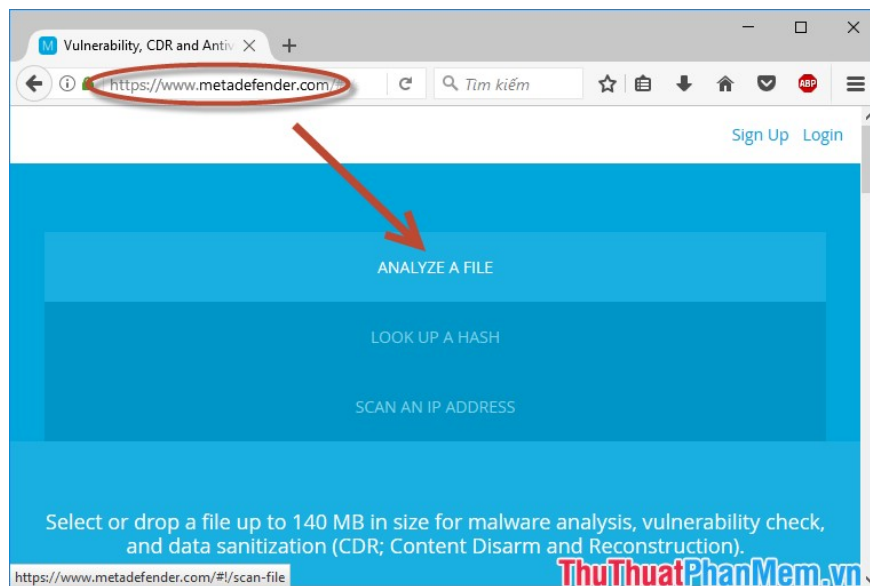 M Vulnerability, CDR and Antiv
https://www.metadefender.com/#
Tìm kiếm
ABP
Sign Up Login
ANALYZE A FILE
LOOK UP A HASH
SCAN AN IP ADDRESS
Select or drop a file up to 140 MB in size for malware analysis, vulnerability check,
and data sanitization (CDR; Content Disarm and Reconstruction).
https://www.metadefender.com/#!/scan-file
ThuThuatPhanMem.vn